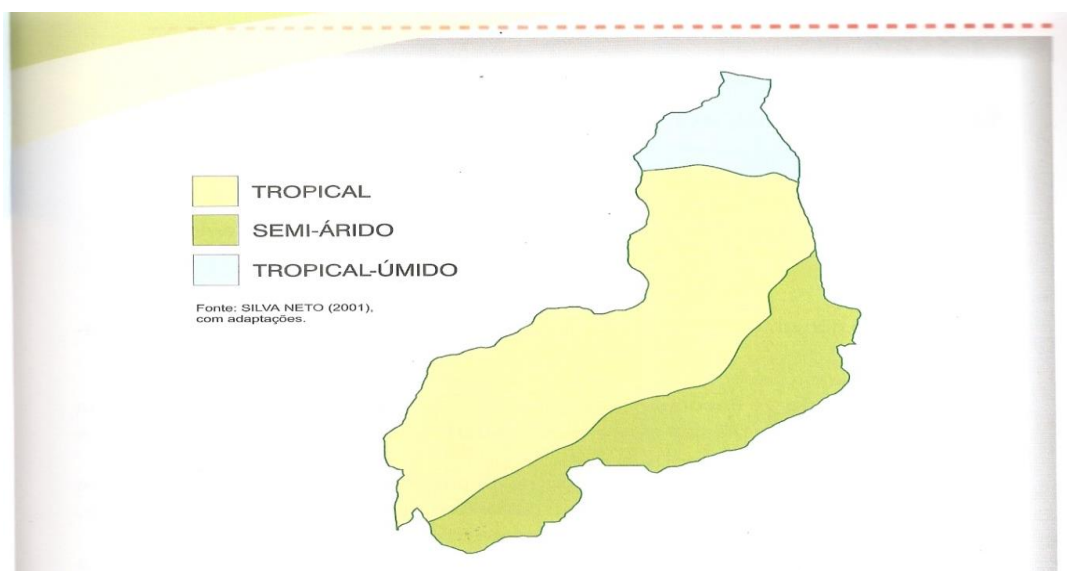 TROPICAL
SEMI-ÁRIDO
TROPICAL-ÚMIDO
Fonte: SILVA NETO (2001),
com adaptações.